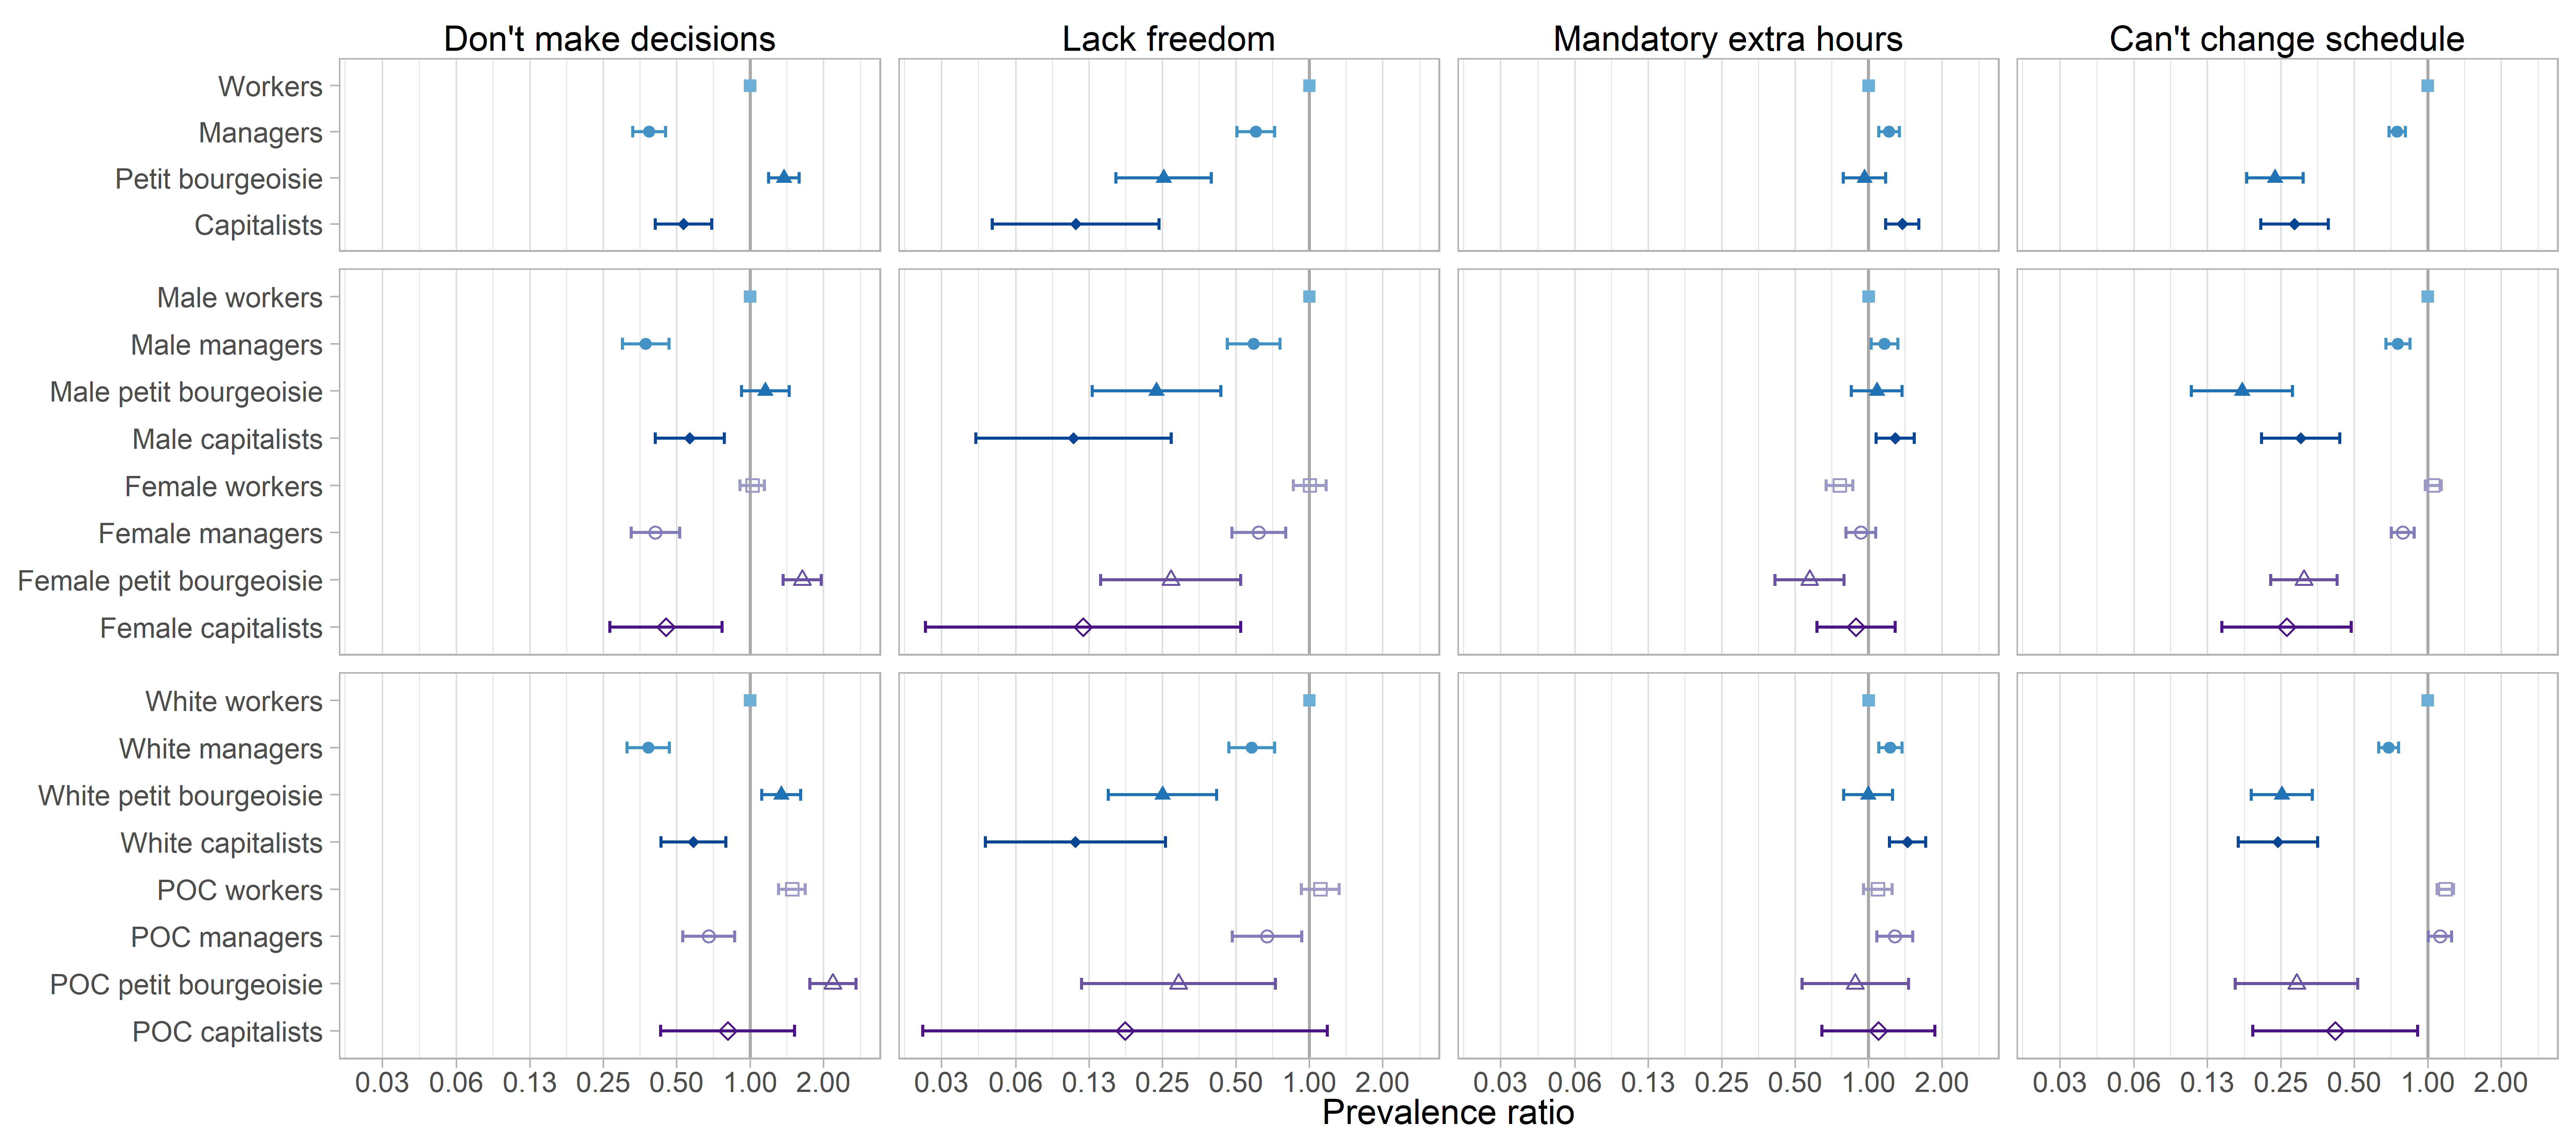 Don't make decisions Lack freedom Mandatory extra hours Can't change schedule
Workers
Managers
Petit bourgeoisie
Capitalists
Male workers
Male managers
Male petit bourgeoisie
Male capitalists
Female workers
Female managers
Female petit bourgeoisie
Female capitalists
White workers
White managers
White petit bourgeoisie
White capitalists
POC workers
POC managers
POC petit bourgeoisie
POC capitalists
0.03 0.06 0.13 0.25 0.50 1.00 2.00 0.03 0.06 0.13 0.25 0.50 1.00 2.00 0.03 0.06 0.13 0.25 0.50 1.00 2.00 0.03 0.06 0.13 0.25 0.50 1.00 2.00
Prevalence ratio